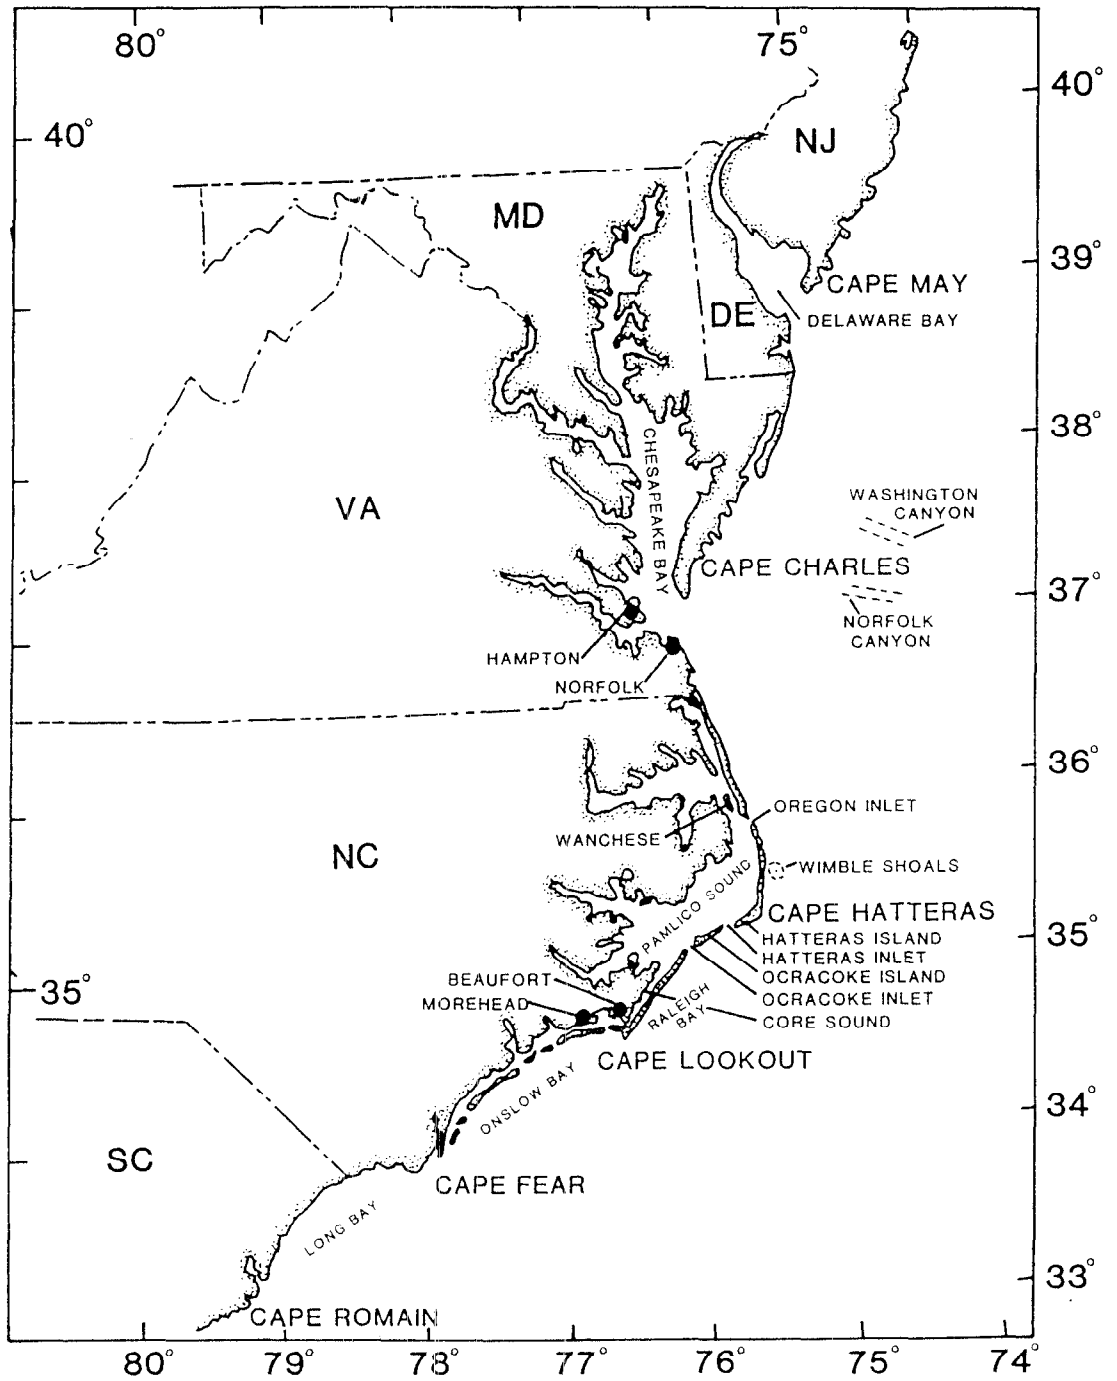 80°
75°
40°
40°
NJ
MD
39°
CAPE MAY
DE
DELAWARE BAY
38°
CHESAPEAKE BAY
WASHINGTON
CANYON
VA
CAPE CHARLES
37°
NORFOLK
CANYON
HAMPTON
NORFOLK
36°
OREGON INLET
WANCHESE
NC
WIMBLE SHOALS
PAMLICO SOUND
CAPE HATTERAS
35°
HATTERAS ISLAND
HATTERAS INLET
OCRACOKE ISLAND
OCRACOKE INLET
CORE SOUND
BEAUFORT
35°
MOREHEAD
RALEIGH
BAY
CAPE LOOKOUT
ONSLOW BAY
34°
SC
CAPE FEAR
LONG BAY
33°
CAPE ROMAIN
80°
79°
78°
77°
76°
75°
74°